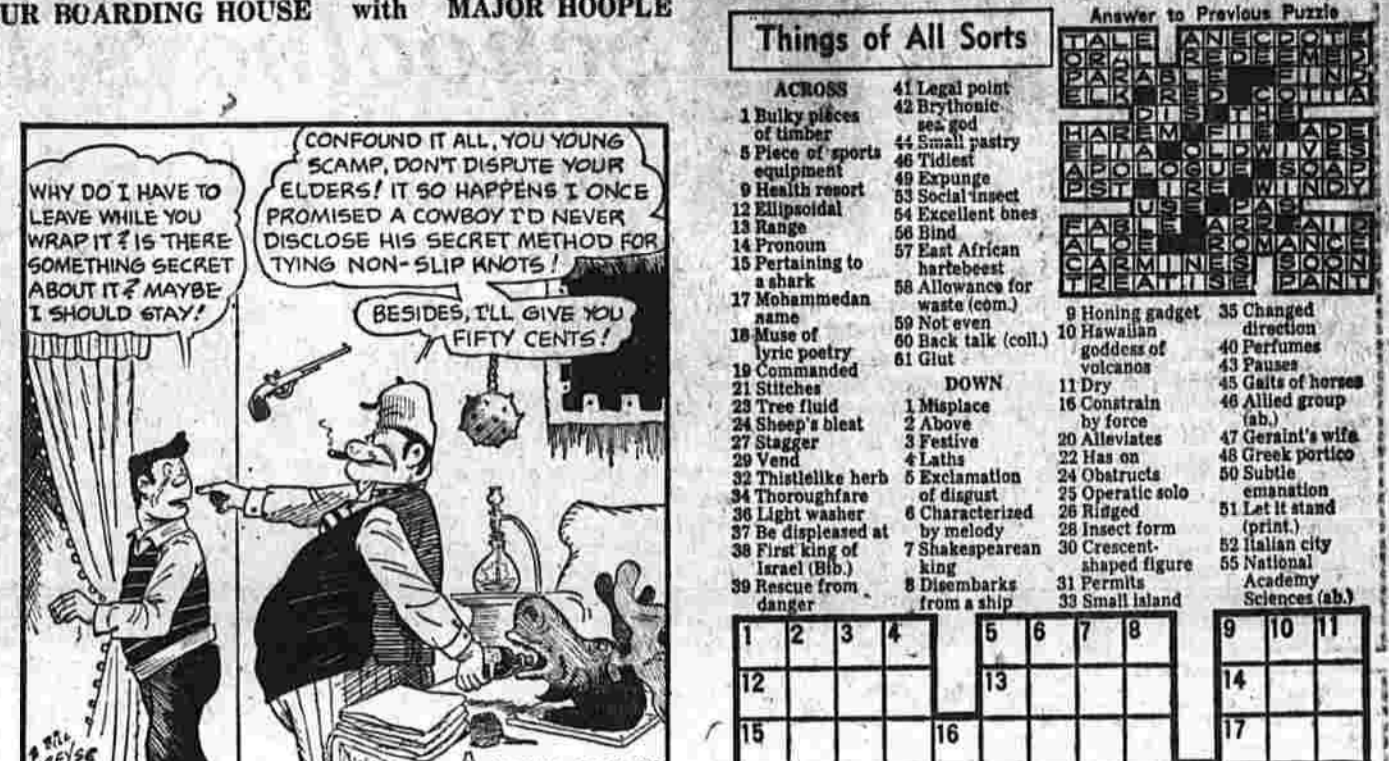 UR BOARDING HOUSE with MAJOR HOOPLE
WHY DO I HAVE TO
LEAVE WHILE YOU
WRAP IT? IS THERE
SOMETHING SECRET
ABOUT IT? MAYBE
I SHOULD STAY!
CONFOUND IT ALL, YOU YOUNG
SCAMP, DON'T DISPUTE YOUR
ELDERS! IT SO HAPPENS I ONCE
PROMISED A COWBOY I'D NEVER
DISCLOSE HIS SECRET METHOD FOR
TYING NON-SLIP KNOTS!
BESIDES, I'LL GIVE YOU
FIFTY CENTS!
BILL
Things of All Sorts
ACROSS
1 Bulky pieces
of timber
5 Piece of sports
equipment
9 Health resort
12 Ellipsoidal
13 Range
14 Pronoun
15 Pertaining to
a shark
17 Mohammedan
name
18 Muse of
lyric poetry
19 Commanded
21 Stitches
23 Tree fluid
24 Sheep's bleat
27 Stagger
29 Vend
32 Thistlelike herb
34 Thoroughfare
36 Light washer
37 Be displeased at
38 First king of
Israel (Bib.)
39 Rescue from
danger
41 Legal point
42 Brythonic
sea god
44 Small pastry
46 Tidiest
49 Expunge
53 Social insect
54 Excellent ones
56 Bind
57 East African
hartebeest
58 Allowance for
waste (com.)
59 Not even
60 Back talk (coll.)
61 Glut
DOWN
1 Misplace
2 Above
3 Festive
4 Laths
5 Exclamation
of disgust
6 Characterized
by melody
7 Shakespearean
king
8 Disembarks
from a ship
Answer to Previous Puzzle
TALE ANECDOTE
ORAL REDEEMED
PARABLE FIND
ELK RED COTTA
DIS THE
HAREM FIE ADE
ELIA OLDWIVES
APOLOGUE SOAP
PST IRE WINDY
USE PAS
FABLE ARR AID
ALOE ROMANCE
CARMINES SOON
TREATISE PANT
9 Honing gadget
10 Hawaiian
goddess of
volcanos
11 Dry
16 Constrain
by force
20 Alleviates
22 Has on
24 Obstructs
25 Operatic solo
26 Ridged
28 Insect form
30 Crescent-
shaped figure
31 Permits
33 Small island
35 Changed
direction
40 Perfumes
43 Pauses
45 Gaits of horses
46 Allied group
(ab.)
47 Geraint's wife
48 Greek portico
50 Subtle
emanation
51 Let it stand
(print.)
52 Italian city
55 National
Academy
Sciences (ab.)
1 2 3 4 5 6 7 8 9 10 11
12 13 14
15 16 17